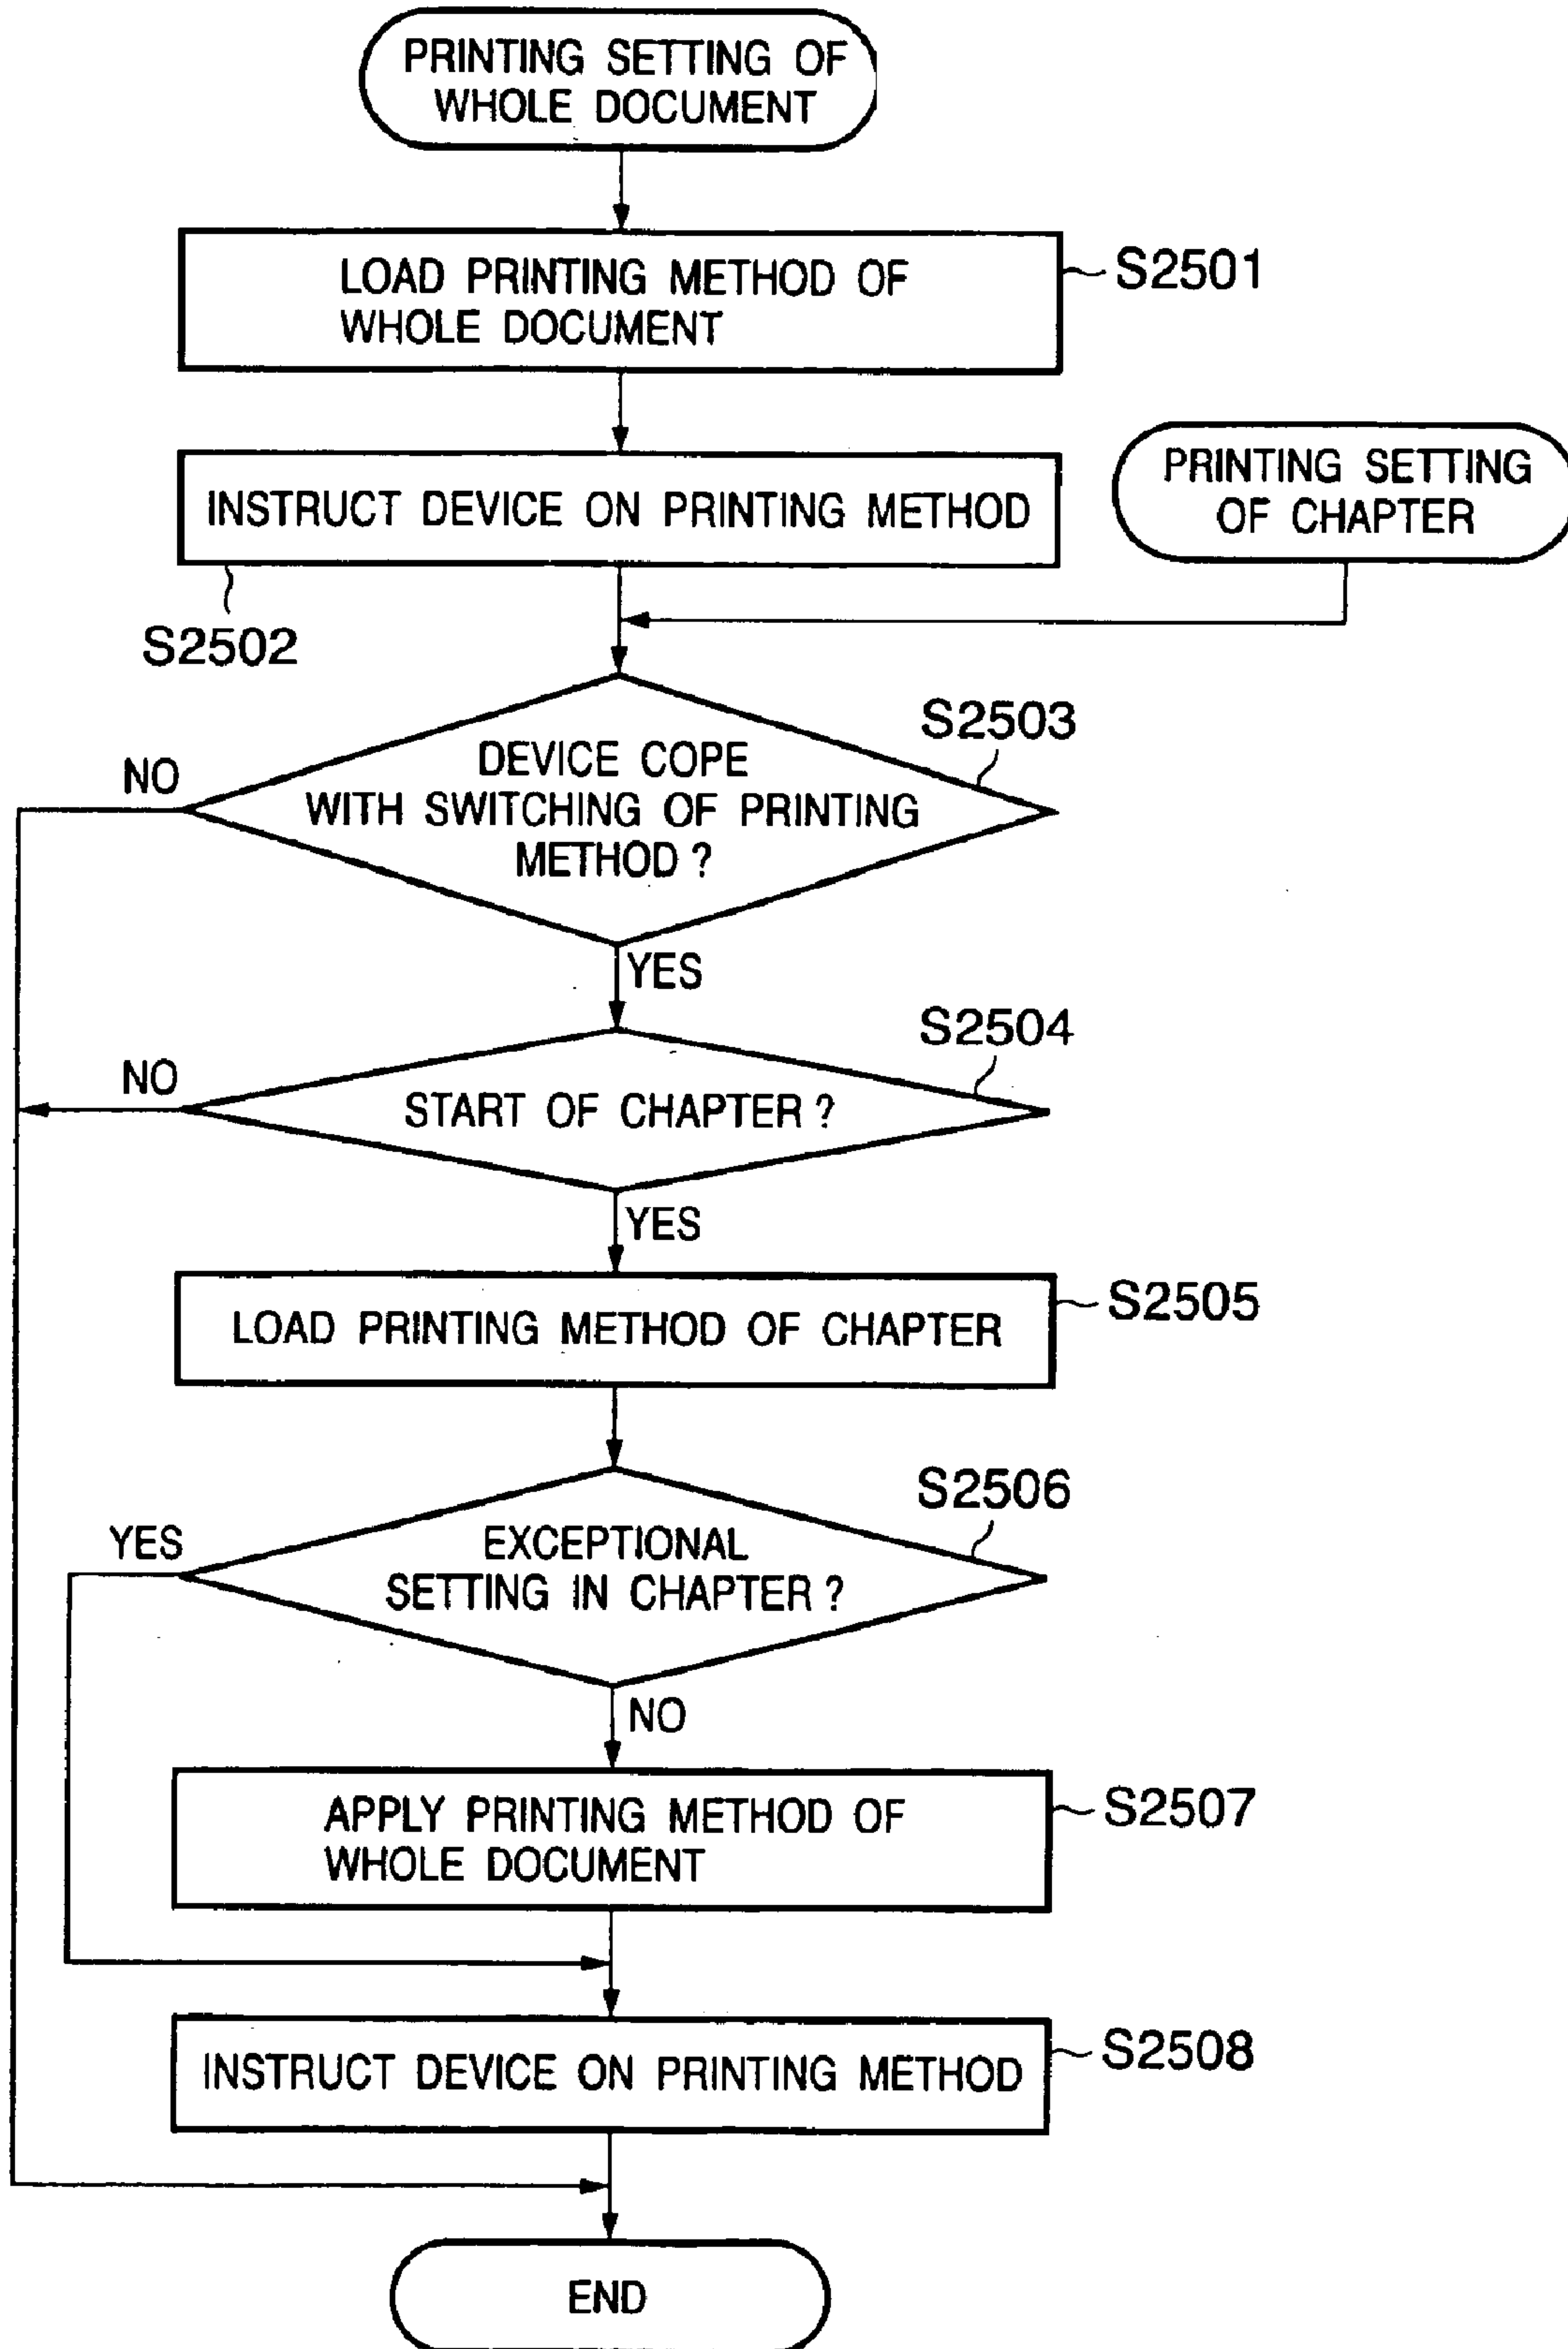 PRINTING SETTING OF
WHOLE DOCUMENT
LOAD PRINTING METHOD OF
WHOLE DOCUMENT
S2501
INSTRUCT DEVICE ON PRINTING METHOD
S2502
PRINTING SETTING
OF CHAPTER
DEVICE COPE
WITH SWITCHING OF PRINTING
METHOD ?
S2503
NO
YES
START OF CHAPTER ?
S2504
NO
YES
LOAD PRINTING METHOD OF CHAPTER
S2505
EXCEPTIONAL
SETTING IN CHAPTER ?
S2506
YES
NO
APPLY PRINTING METHOD OF
WHOLE DOCUMENT
S2507
INSTRUCT DEVICE ON PRINTING METHOD
S2508
END